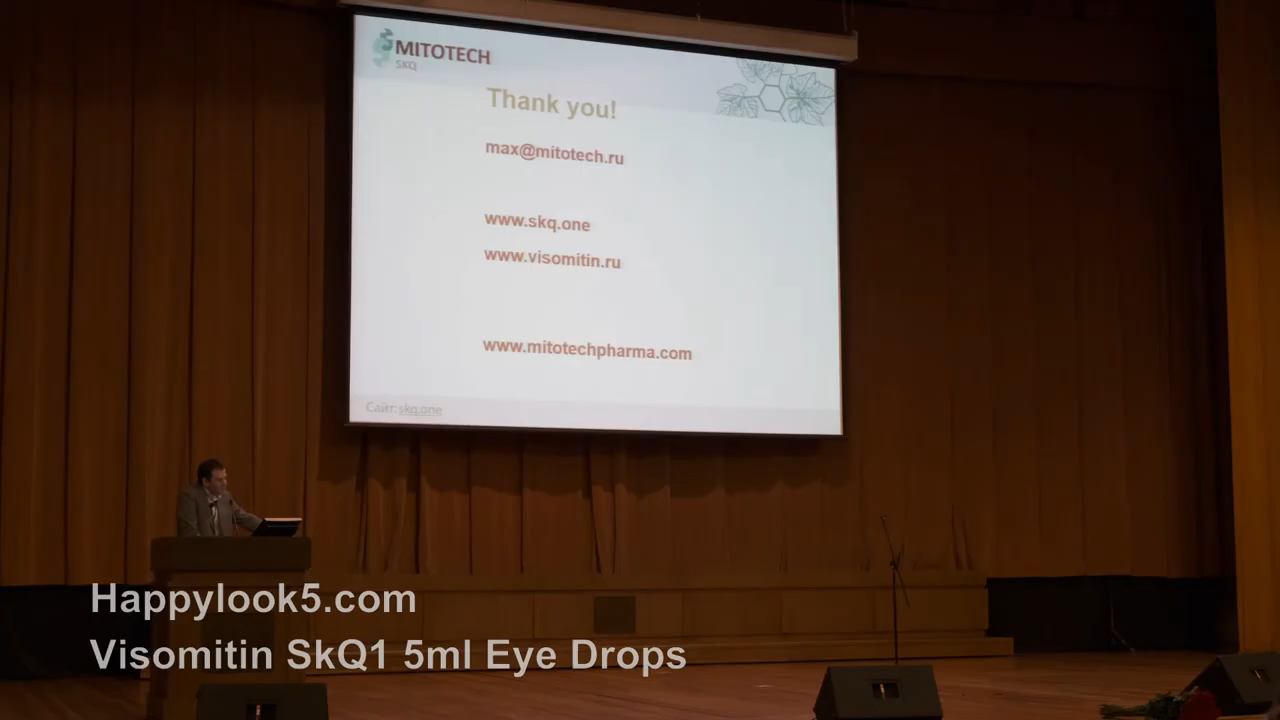 MITOTECH
SKQ
Thank you!
max@mitotech.ru
www.skq.one
www.visomitin.ru
www.mitotechpharma.com
Сайт: skq.one
Happylook5.com
Visomitin SkQ1 5ml Eye Drops